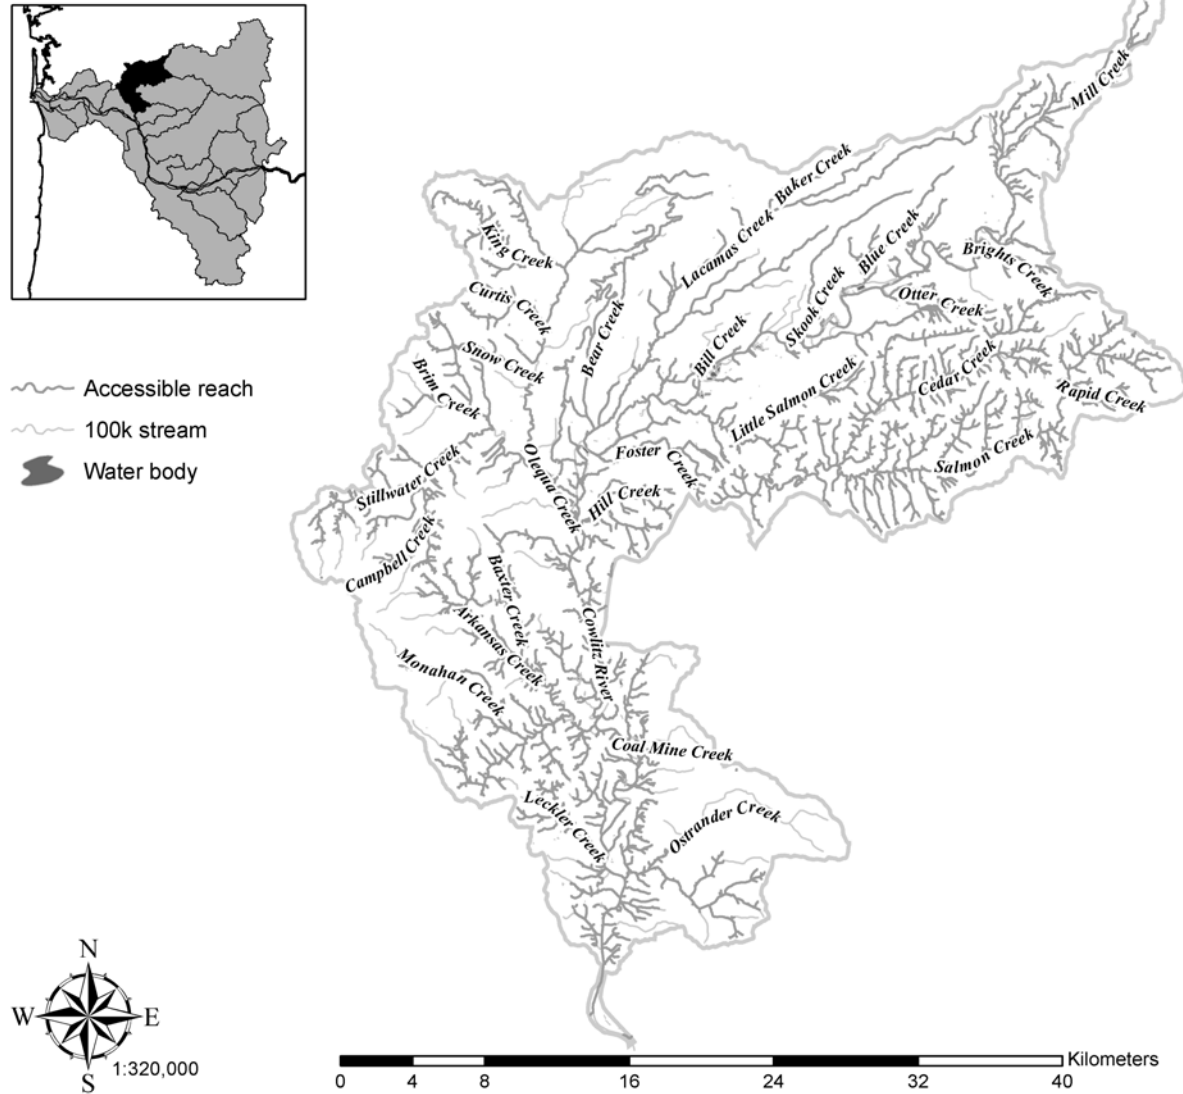 Mill Creek
Baker Creek
Lacamas Creek
King Creek
Blue Creek
Brights Creek
Curtis Creek
Skook Creek
Otter Creek
Bear Creek
Bill Creek
Snow Creek
Brim Creek
Cedar Creek
Rapid Creek
Little Salmon Creek
Accessible reach
100k stream
Water body
Salmon Creek
Foster Creek
Stillwater Creek
Olequa Creek
Hill Creek
Campbell Creek
Baxter Creek
Arkansas Creek
Cowlitz River
Monahan Creek
Coal Mine Creek
Leckler Creek
Ostrander Creek
N
W E
S
1:320,000
Kilometers
0 4 8 16 24 32 40